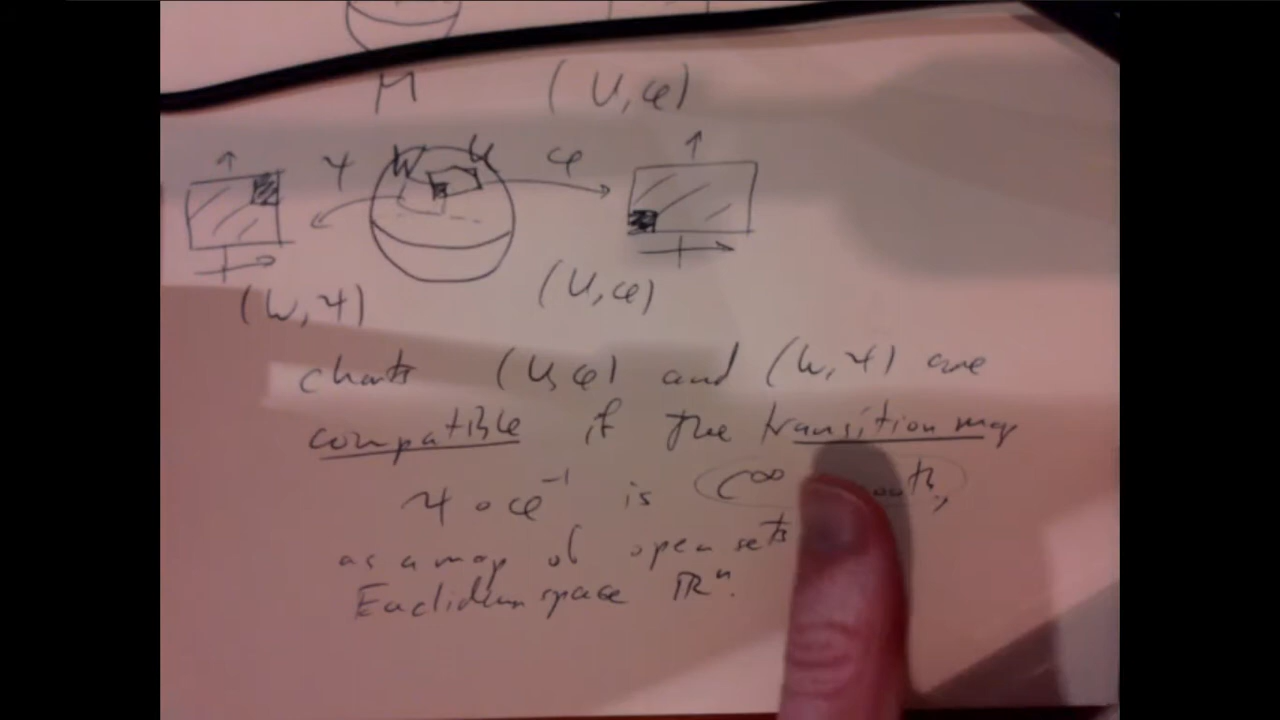 M (U, φ)
ψ W U φ
(W, ψ) (U, φ)
charts (U, φ) and (W, ψ) are
compatible if the transition map
ψ ∘ φ⁻¹ is C^∞
as a map of open sets
Euclidean space ℝⁿ.